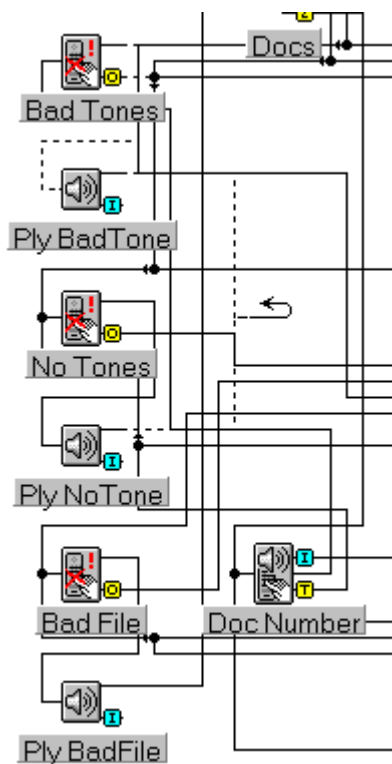 Z
Docs
O
Bad Tones
I
Ply BadTone
O
No Tones
I
Ply NoTone
I
O
T
Bad File
Doc Number
I
Ply BadFile